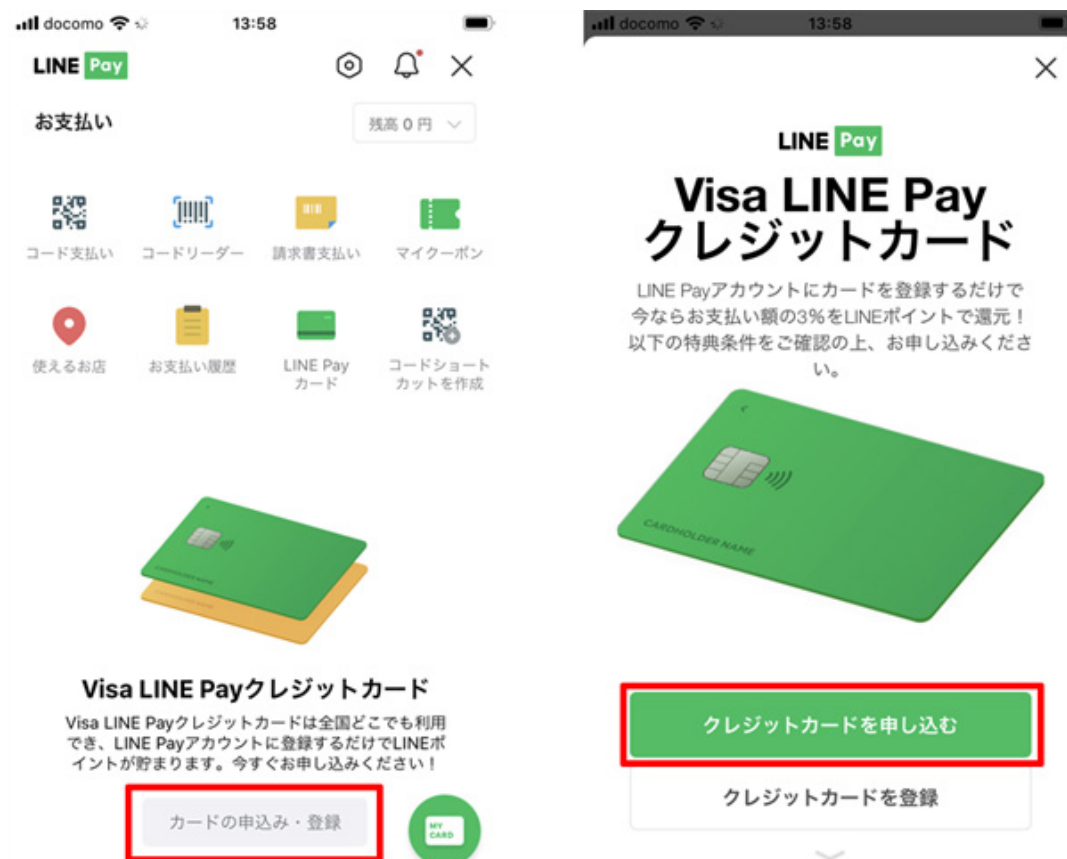 docomo 13:58
LINE Pay
お支払い
残高 0 円
コード支払い
コードリーダー
請求書支払い
マイクーポン
使えるお店
お支払い履歴
LINE Pay
カード
コードショート
カットを作成
CARDHOLDER NAME
Visa LINE Payクレジットカード
Visa LINE Payクレジットカードは全国どこでも利用
でき、LINE Payアカウントに登録するだけでLINEポ
イントが貯まります。今すぐお申し込みください！
カードの申込み・登録
MY
CARD
docomo 13:58
LINE Pay
Visa LINE Pay
クレジットカード
LINE Payアカウントにカードを登録するだけで
今ならお支払い額の3%をLINEポイントで還元！
以下の特典条件をご確認の上、お申し込みくださ
い。
CARDHOLDER NAME
クレジットカードを申し込む
クレジットカードを登録